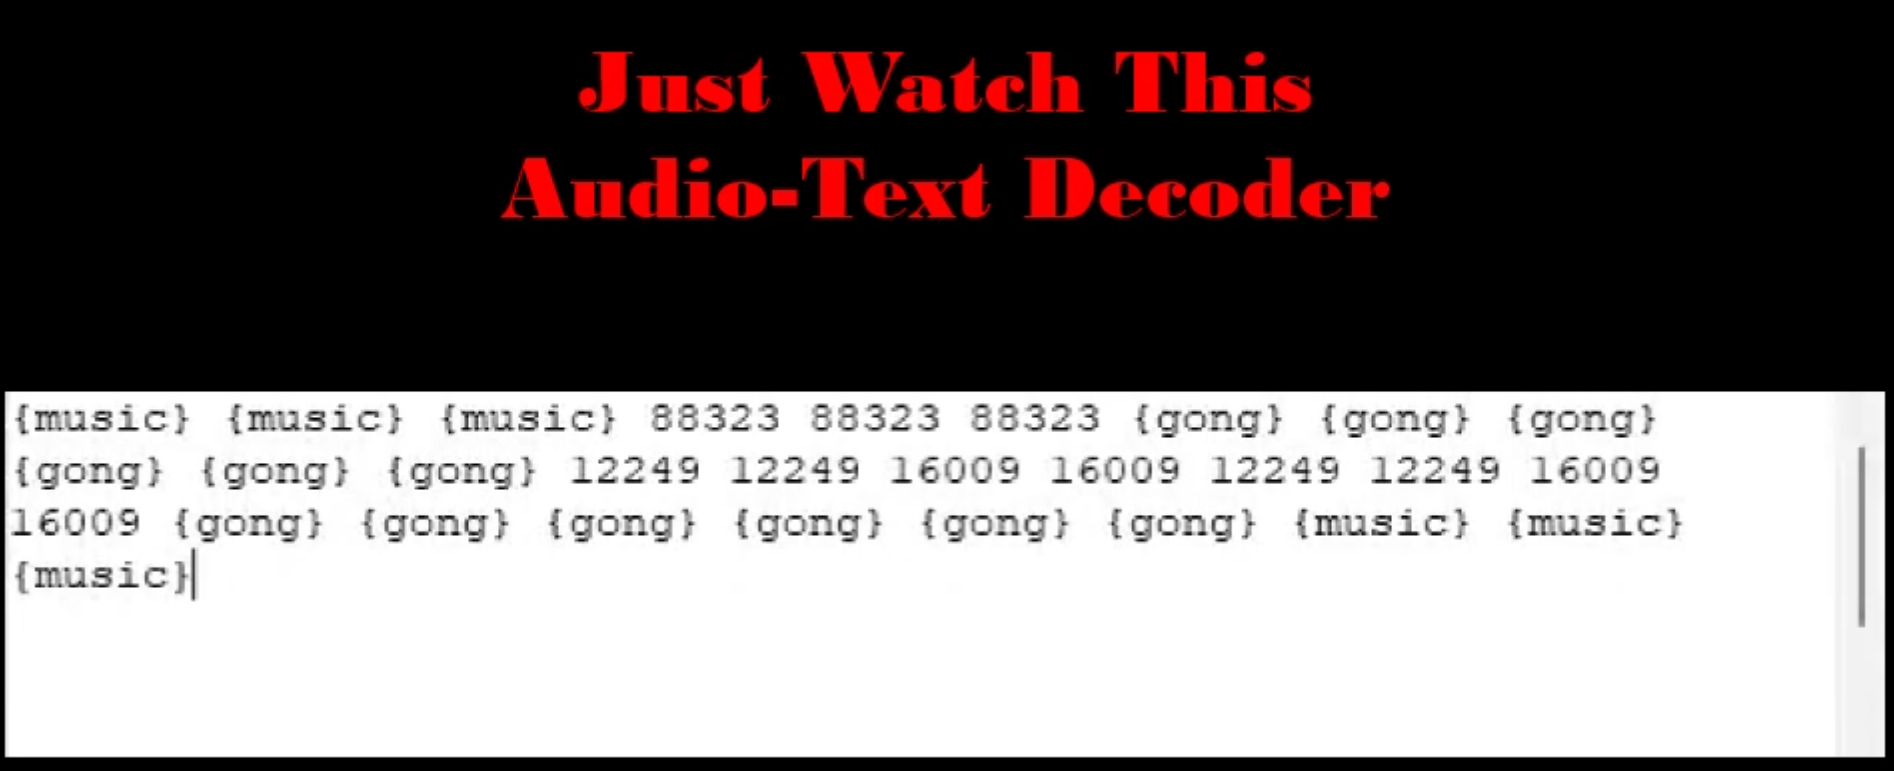 Just Watch This
Audio-Text Decoder
{music} {music} {music} 88323 88323 88323 {gong} {gong} {gong}
{gong} {gong} {gong} 12249 12249 16009 16009 12249 12249 16009
16009 {gong} {gong} {gong} {gong} {gong} {gong} {music} {music}
{music}